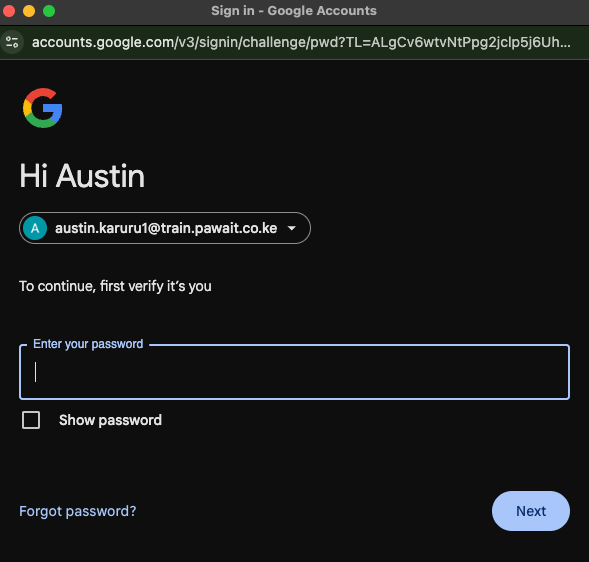 Sign in - Google Accounts
accounts.google.com/v3/signin/challenge/pwd?TL=ALgCv6wtvNtPpg2jclp5j6Uh...
Hi Austin
A austin.karuru1@train.pawait.co.ke
To continue, first verify it's you
Enter your password
Show password
Forgot password? Next